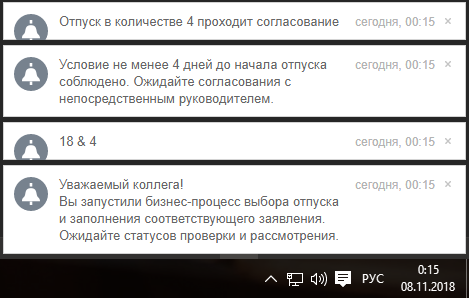 Отпуск в количестве 4 проходит согласование
сегодня, 00:15 ×
Условие не менее 4 дней до начала отпуска
соблюдено. Ожидайте согласования с
непосредственным руководителем.
сегодня, 00:15 ×
18 & 4
сегодня, 00:15 ×
Уважаемый коллега!
Вы запустили бизнес-процесс выбора отпуска
и заполнения соответствующего заявления.
Ожидайте статусов проверки и рассмотрения.
сегодня, 00:15 ×
РУС
0:15
08.11.2018